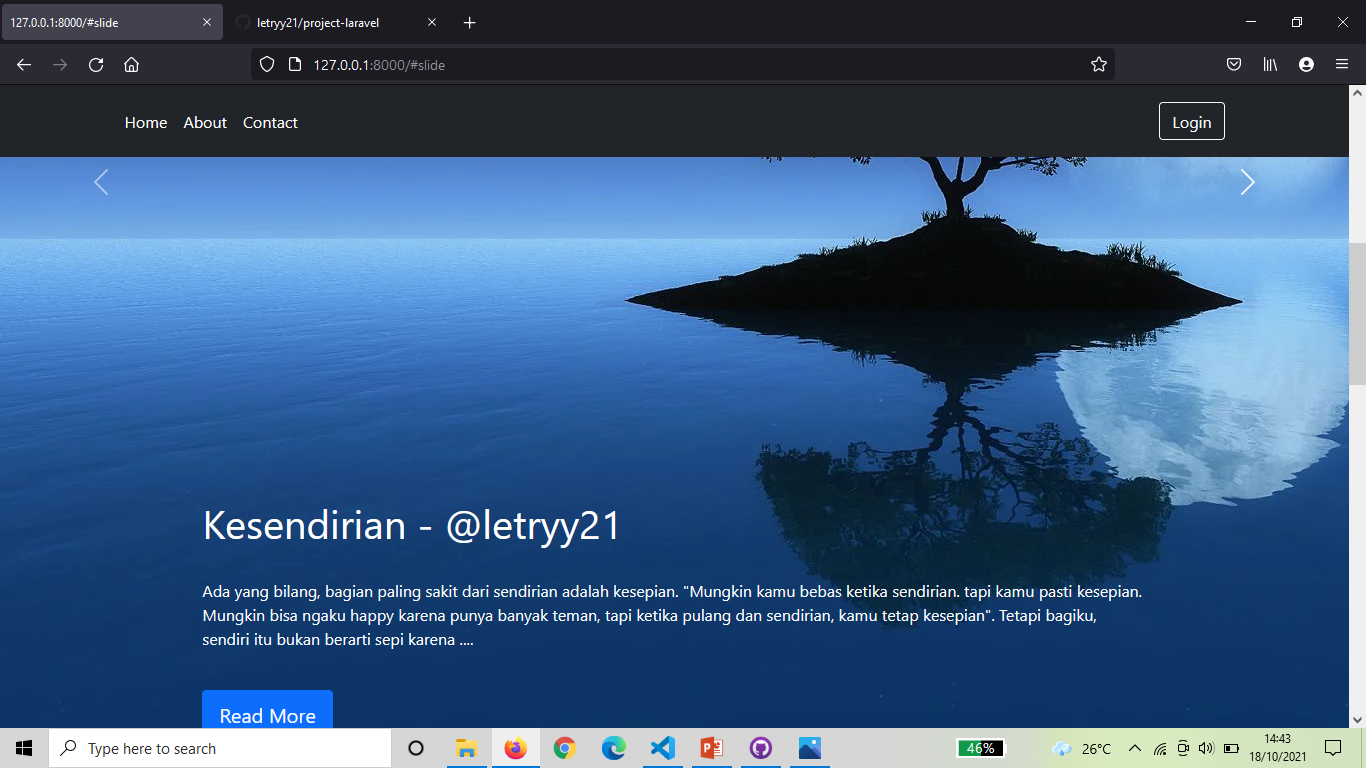 127.0.0.1:8000/#slide
letryy21/project-laravel
127.0.0.1:8000/#slide
Home About Contact Login
Kesendirian - @letryy21
Ada yang bilang, bagian paling sakit dari sendirian adalah kesepian. "Mungkin kamu bebas ketika sendirian. tapi kamu pasti kesepian.
Mungkin bisa ngaku happy karena punya banyak teman, tapi ketika pulang dan sendirian, kamu tetap kesepian". Tetapi bagiku,
sendiri itu bukan berarti sepi karena ....
Read More
Type here to search
46%
26°C
14:43
18/10/2021